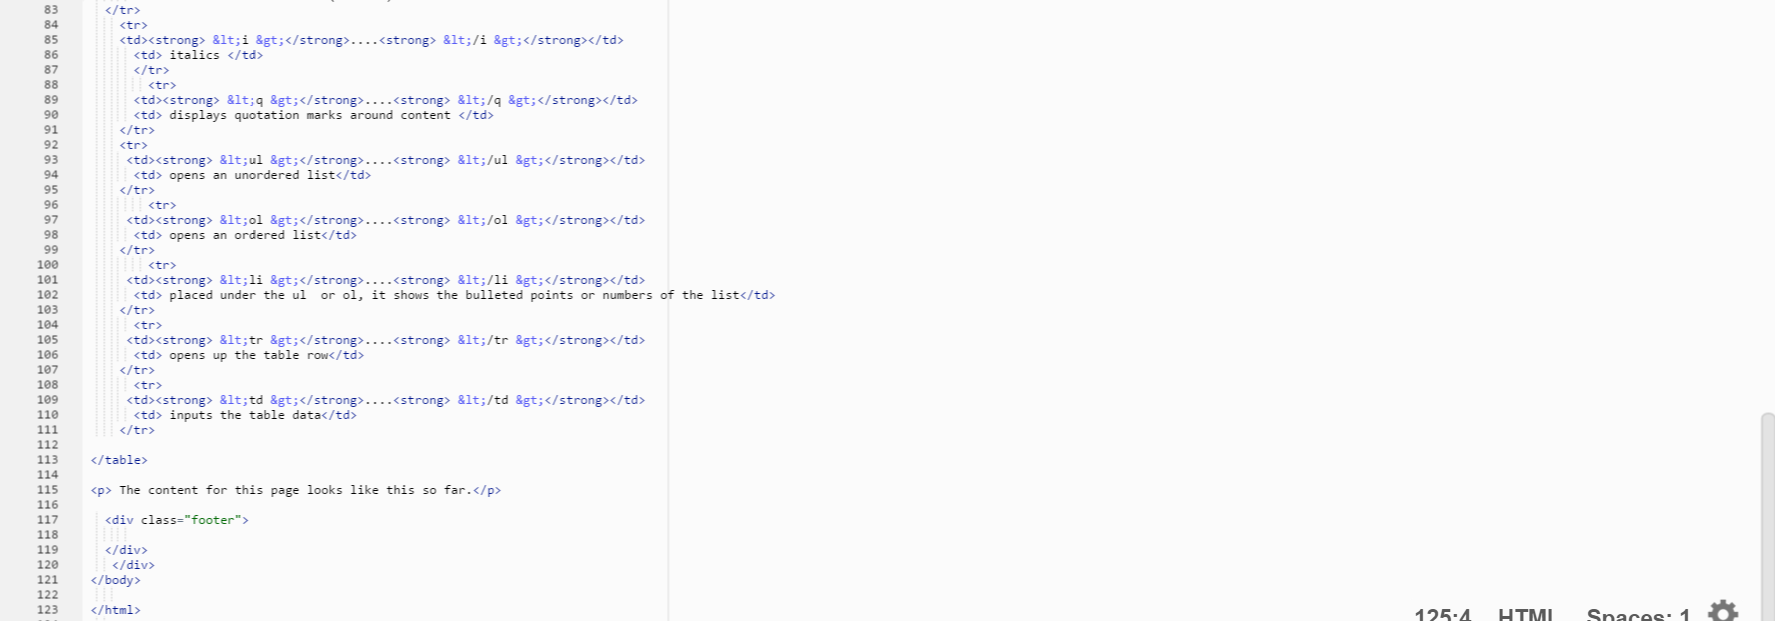 83 </tr>
84 <tr>
85 <td><strong> &lt;i &gt;</strong>....<strong> &lt;/i &gt;</strong></td>
86 <td> italics </td>
87 </tr>
88 <tr>
89 <td><strong> &lt;q &gt;</strong>....<strong> &lt;/q &gt;</strong></td>
90 <td> displays quotation marks around content </td>
91 </tr>
92 <tr>
93 <td><strong> &lt;ul &gt;</strong>....<strong> &lt;/ul &gt;</strong></td>
94 <td> opens an unordered list</td>
95 </tr>
96 <tr>
97 <td><strong> &lt;ol &gt;</strong>....<strong> &lt;/ol &gt;</strong></td>
98 <td> opens an ordered list</td>
99 </tr>
100 <tr>
101 <td><strong> &lt;li &gt;</strong>....<strong> &lt;/li &gt;</strong></td>
102 <td> placed under the ul  or ol, it shows the bulleted points or numbers of the list</td>
103 </tr>
104 <tr>
105 <td><strong> &lt;tr &gt;</strong>....<strong> &lt;/tr &gt;</strong></td>
106 <td> opens up the table row</td>
107 </tr>
108 <tr>
109 <td><strong> &lt;td &gt;</strong>....<strong> &lt;/td &gt;</strong></td>
110 <td> inputs the table data</td>
111 </tr>
112
113 </table>
114
115 <p> The content for this page looks like this so far.</p>
116
117 <div class="footer">
118
119 </div>
120 </div>
121 </body>
122
123 </html>
125:4 HTML Spaces: 1